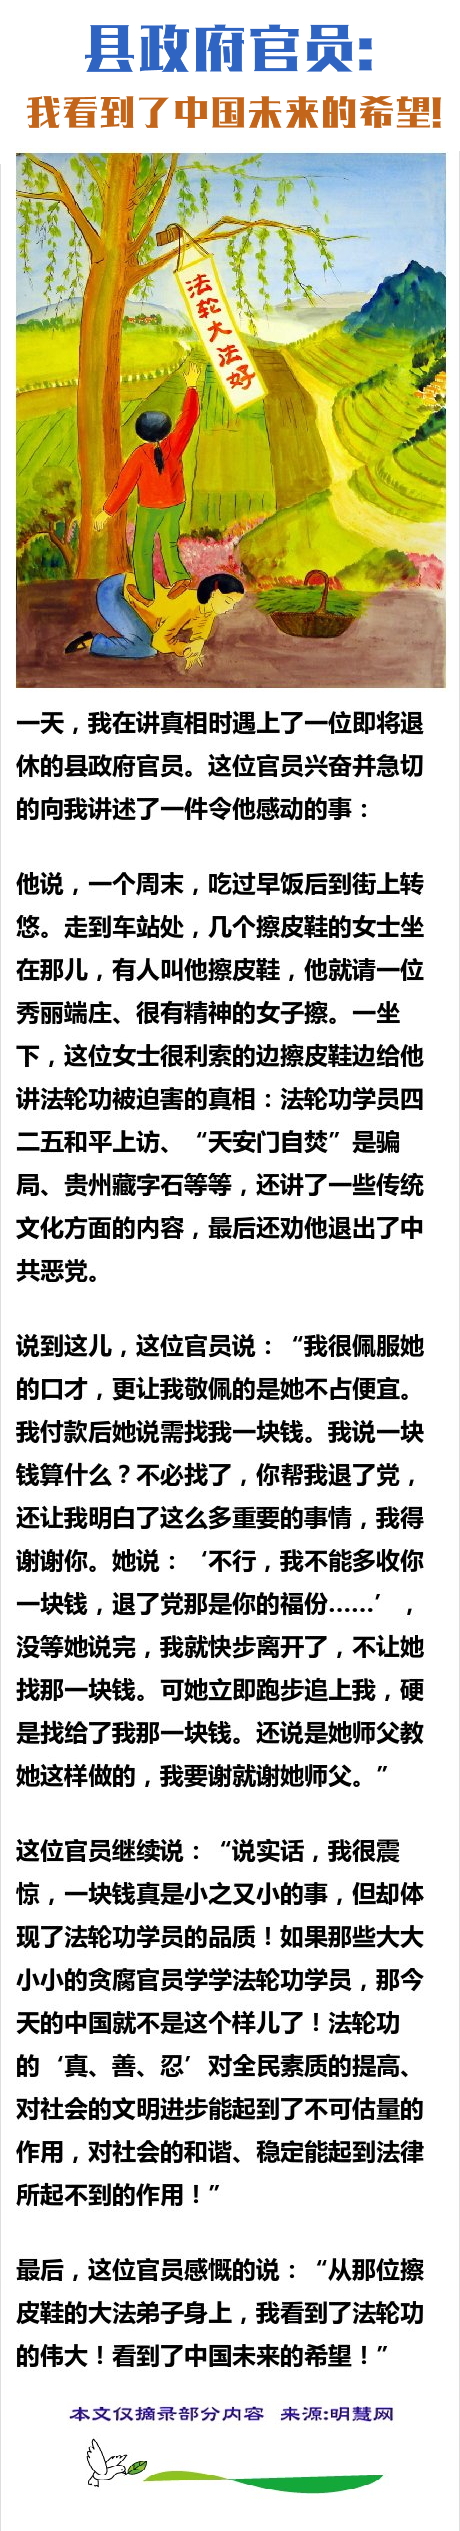 县政府官员:
我看到了中国未来的希望!
法轮大法好
一天，我在讲真相时遇上了一位即将退
休的县政府官员。这位官员兴奋并急切
的向我讲述了一件令他感动的事：
他说，一个周末，吃过早饭后到街上转
悠。走到车站处，几个擦皮鞋的女士坐
在那儿，有人叫他擦皮鞋，他就请一位
秀丽端庄、很有精神的女子擦。一坐
下，这位女士很利索的边擦皮鞋边给他
讲法轮功被迫害的真相：法轮功学员四
二五和平上访、“天安门自焚”是骗
局、贵州藏字石等等，还讲了一些传统
文化方面的内容，最后还劝他退出了中
共恶党。
说到这儿，这位官员说：“我很佩服她
的口才，更让我敬佩的是她不占便宜。
我付款后她说需找我一块钱。我说一块
钱算什么？不必找了，你帮我退了党，
还让我明白了这么多重要的事情，我得
谢谢你。她说：‘不行，我不能多收你
一块钱，退了党那是你的福份……’，
没等她说完，我就快步离开了，不让她
找那一块钱。可她立即跑步追上我，硬
是找给了我那一块钱。还说是她师父教
她这样做的，我要谢就谢她师父。”
这位官员继续说：“说实话，我很震
惊，一块钱真是小之又小的事，但却体
现了法轮功学员的品质！如果那些大大
小小的贪腐官员学学法轮功学员，那今
天的中国就不是这个样儿了！法轮功
的‘真、善、忍’对全民素质的提高、
对社会的文明进步能起到了不可估量的
作用，对社会的和谐、稳定能起到法律
所起不到的作用！”
最后，这位官员感慨的说：“从那位擦
皮鞋的大法弟子身上，我看到了法轮功
的伟大！看到了中国未来的希望！”
本文仅摘录部分内容 来源:明慧网